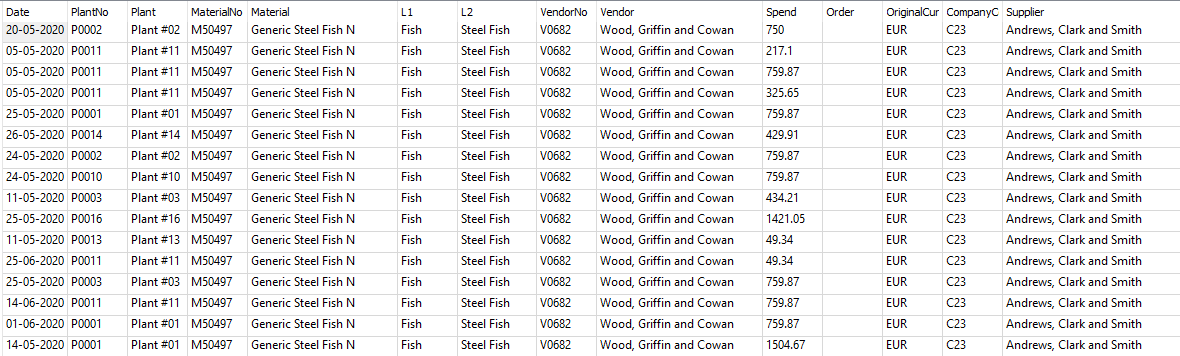 Date PlantNo Plant MaterialNo Material L1 L2 VendorNo Vendor Spend Order OriginalCur CompanyC Supplier
20-05-2020 P0002 Plant #02 M50497 Generic Steel Fish N Fish Steel Fish V0682 Wood, Griffin and Cowan 750 EUR C23 Andrews, Clark and Smith
05-05-2020 P0011 Plant #11 M50497 Generic Steel Fish N Fish Steel Fish V0682 Wood, Griffin and Cowan 217.1 EUR C23 Andrews, Clark and Smith
05-05-2020 P0011 Plant #11 M50497 Generic Steel Fish N Fish Steel Fish V0682 Wood, Griffin and Cowan 759.87 EUR C23 Andrews, Clark and Smith
05-05-2020 P0011 Plant #11 M50497 Generic Steel Fish N Fish Steel Fish V0682 Wood, Griffin and Cowan 325.65 EUR C23 Andrews, Clark and Smith
25-05-2020 P0001 Plant #01 M50497 Generic Steel Fish N Fish Steel Fish V0682 Wood, Griffin and Cowan 759.87 EUR C23 Andrews, Clark and Smith
26-05-2020 P0014 Plant #14 M50497 Generic Steel Fish N Fish Steel Fish V0682 Wood, Griffin and Cowan 429.91 EUR C23 Andrews, Clark and Smith
24-05-2020 P0002 Plant #02 M50497 Generic Steel Fish N Fish Steel Fish V0682 Wood, Griffin and Cowan 759.87 EUR C23 Andrews, Clark and Smith
24-05-2020 P0010 Plant #10 M50497 Generic Steel Fish N Fish Steel Fish V0682 Wood, Griffin and Cowan 759.87 EUR C23 Andrews, Clark and Smith
11-05-2020 P0003 Plant #03 M50497 Generic Steel Fish N Fish Steel Fish V0682 Wood, Griffin and Cowan 434.21 EUR C23 Andrews, Clark and Smith
25-05-2020 P0016 Plant #16 M50497 Generic Steel Fish N Fish Steel Fish V0682 Wood, Griffin and Cowan 1421.05 EUR C23 Andrews, Clark and Smith
11-05-2020 P0013 Plant #13 M50497 Generic Steel Fish N Fish Steel Fish V0682 Wood, Griffin and Cowan 49.34 EUR C23 Andrews, Clark and Smith
25-06-2020 P0011 Plant #11 M50497 Generic Steel Fish N Fish Steel Fish V0682 Wood, Griffin and Cowan 49.34 EUR C23 Andrews, Clark and Smith
25-05-2020 P0003 Plant #03 M50497 Generic Steel Fish N Fish Steel Fish V0682 Wood, Griffin and Cowan 759.87 EUR C23 Andrews, Clark and Smith
14-06-2020 P0011 Plant #11 M50497 Generic Steel Fish N Fish Steel Fish V0682 Wood, Griffin and Cowan 759.87 EUR C23 Andrews, Clark and Smith
01-06-2020 P0001 Plant #01 M50497 Generic Steel Fish N Fish Steel Fish V0682 Wood, Griffin and Cowan 759.87 EUR C23 Andrews, Clark and Smith
14-05-2020 P0001 Plant #01 M50497 Generic Steel Fish N Fish Steel Fish V0682 Wood, Griffin and Cowan 1504.67 EUR C23 Andrews, Clark and Smith